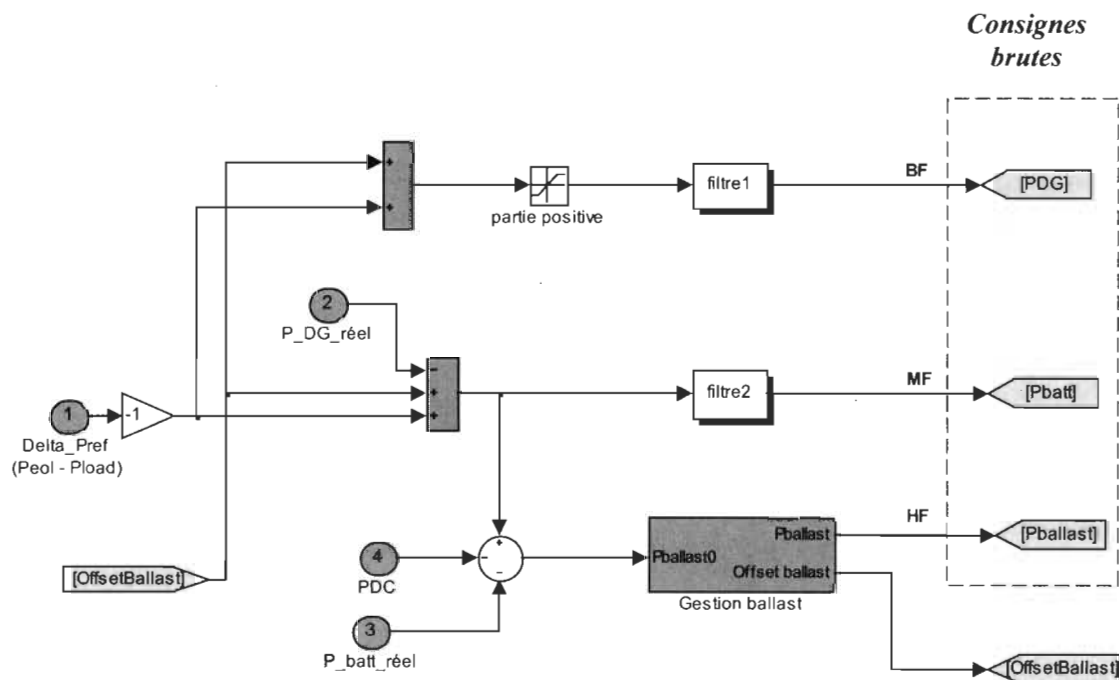 Consignes
brutes
+
+
partie positive
filtre1
BF
[PDG]
2
P_DG_réel
-
+
+
filtre2
MF
[Pbatt]
1
-1
Delta_Pref
(Peol - Pload)
[OffsetBallast]
4
PDC
+
-
-
3
P_batt_réel
Pballast0
Pballast
Offset ballast
Gestion ballast
HF
[Pballast]
[OffsetBallast]